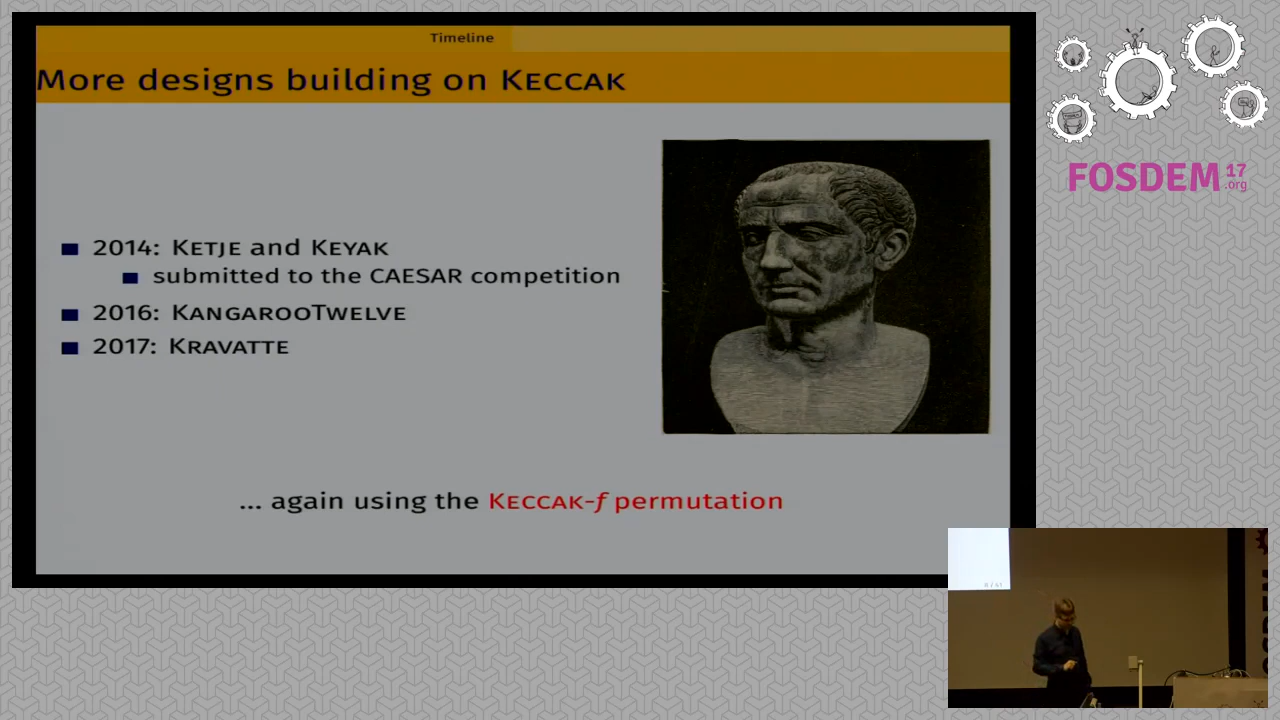 Timeline
More designs building on KECCAK
2014: KETJE and KEYAK
submitted to the CAESAR competition
2016: KANGAROOTWELVE
2017: KRAVATTE
... again using the KECCAK-f permutation
FOSDEM 17
.org